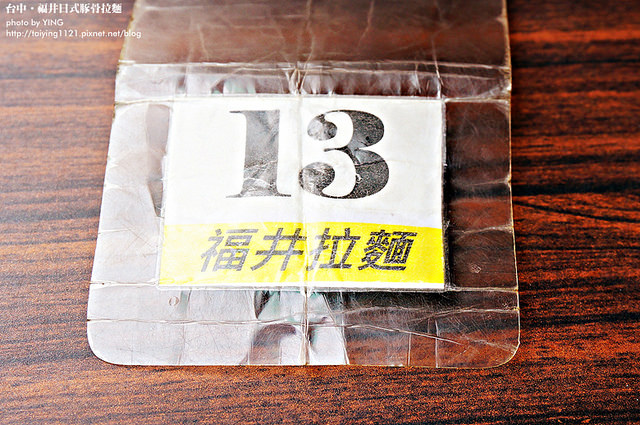 台中‧福井日式豚骨拉麵
photo by YING
http://taiying1121.pixnet.net/blog
13
福井拉麵